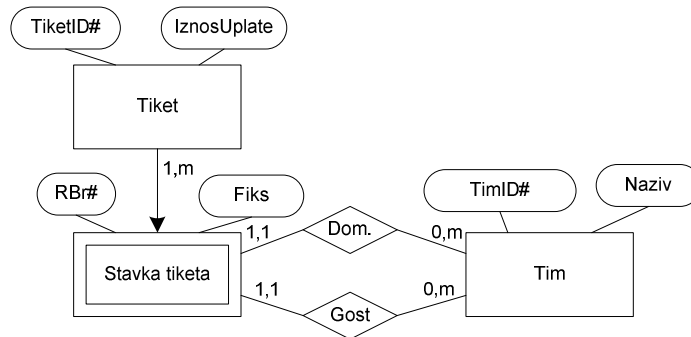 TiketID#
IznosUplate
Tiket
1,m
RBr#
Fiks
TimID#
Naziv
1,1
Dom.
0,m
Stavka tiketa
Tim
1,1
Gost
0,m